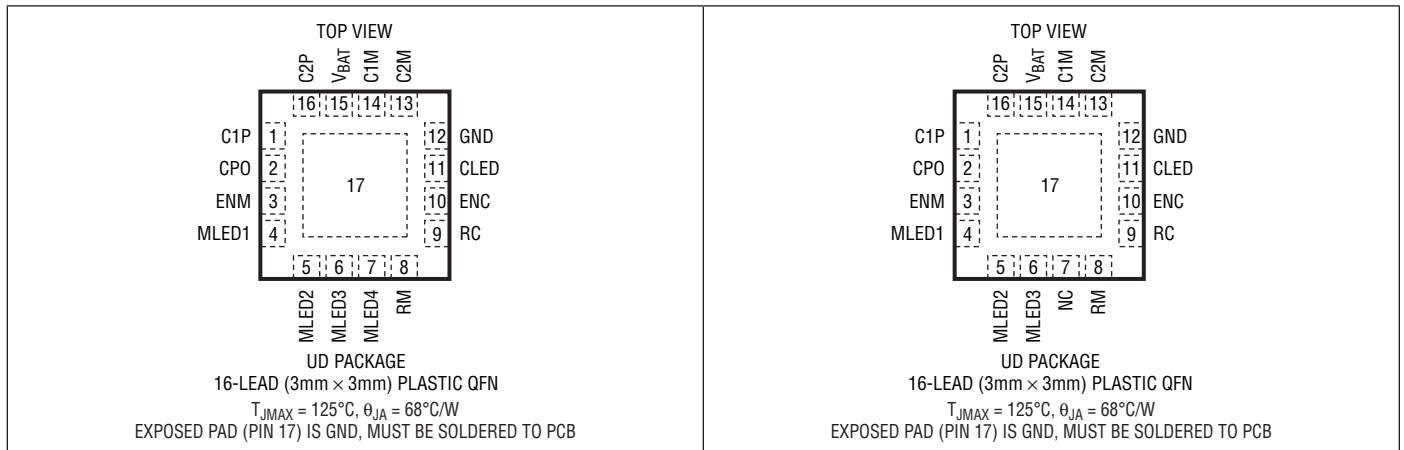 TOP VIEW
C2P
VBAT
C1M
C2M
16 15 14 13
C1P 1
12 GND
CPO 2
11 CLED
17
ENM 3
10 ENC
MLED1 4
9 RC
5 6 7 8
MLED2
MLED3
MLED4
RM
UD PACKAGE
16-LEAD (3mm × 3mm) PLASTIC QFN
TJMAX = 125°C, θJA = 68°C/W
EXPOSED PAD (PIN 17) IS GND, MUST BE SOLDERED TO PCB
TOP VIEW
C2P
VBAT
C1M
C2M
16 15 14 13
C1P 1
12 GND
CPO 2
11 CLED
17
ENM 3
10 ENC
MLED1 4
9 RC
5 6 7 8
MLED2
MLED3
NC
RM
UD PACKAGE
16-LEAD (3mm × 3mm) PLASTIC QFN
TJMAX = 125°C, θJA = 68°C/W
EXPOSED PAD (PIN 17) IS GND, MUST BE SOLDERED TO PCB